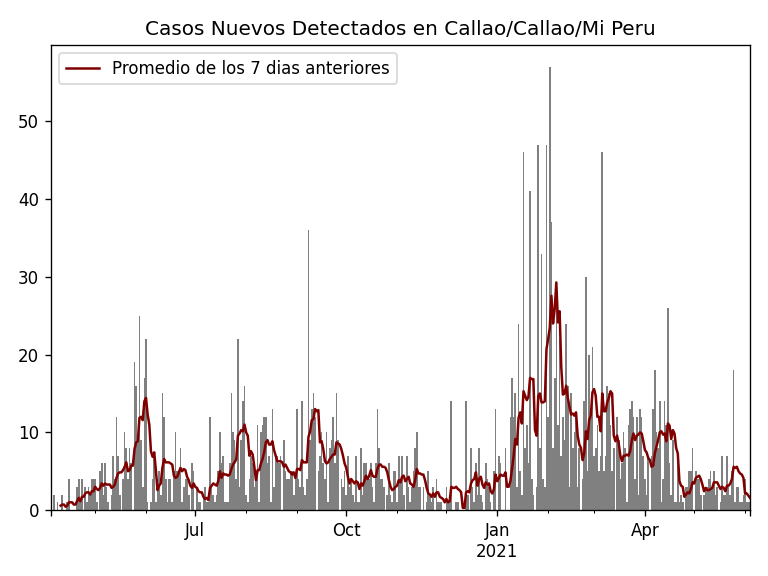 Casos Nuevos Detectados en Callao/Callao/Mi Peru
Promedio de los 7 dias anteriores
50
40
30
20
10
0
Jul
Oct
Jan
2021
Apr